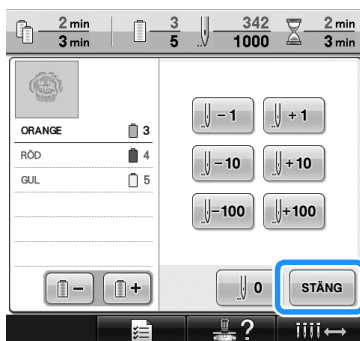 2 min 3 342 2 min
3 min 5 1000 3 min
ORANGE 3
RÖD 4
GUL 5
-1 +1
-10 +10
-100 +100
- + 0 STÄNG
?